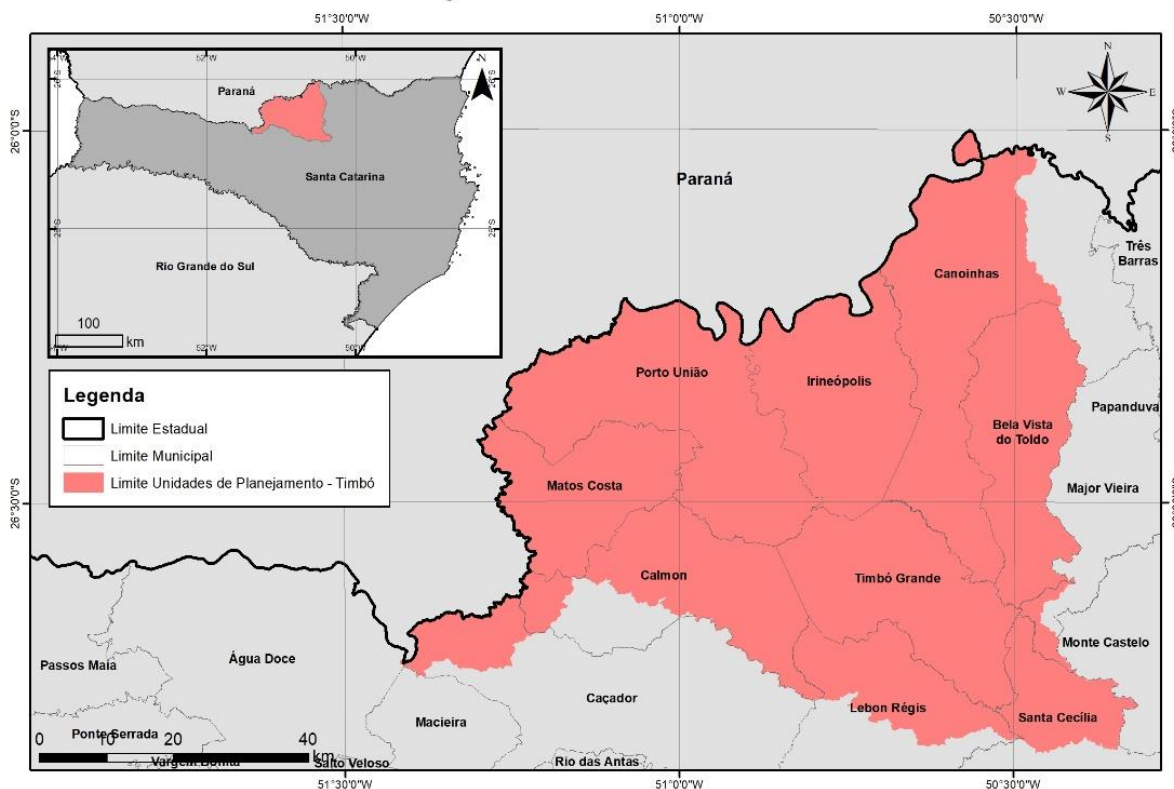 51°30'0"W
51°0'0"W
50°30'0"W
52°W
50°W
N
Paraná
Santa Catarina
Rio Grande do Sul
100
km
52°W
50°W
N
W
E
S
26°0'0"S
Paraná
Três
Barras
Canoinhas
Porto União
Irineópolis
Legenda
Limite Estadual
Limite Municipal
Limite Unidades de Planejamento - Timbó
Papanduva
Bela Vista
do Toldo
Matos Costa
Major Vieira
26°30'0"S
Calmon
Timbó Grande
Monte Castelo
Passos Maia
Água Doce
Caçador
Macieira
Lebon Régis
Santa Cecília
Ponte Serrada
0
10
20
40
km
Vargem Bonita
Salto Veloso
Rio das Antas
51°30'0"W
51°0'0"W
50°30'0"W